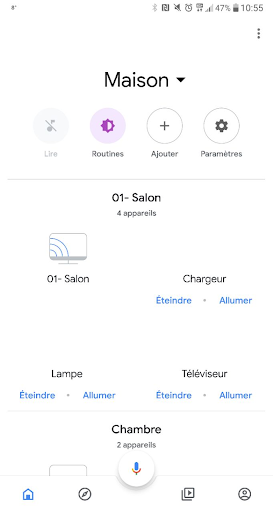 8°
47% 10:55
Maison
Lire Routines Ajouter Paramètres
01- Salon
4 appareils
01- Salon Chargeur
Éteindre • Allumer
Lampe Téléviseur
Éteindre • Allumer Éteindre • Allumer
Chambre
2 appareils